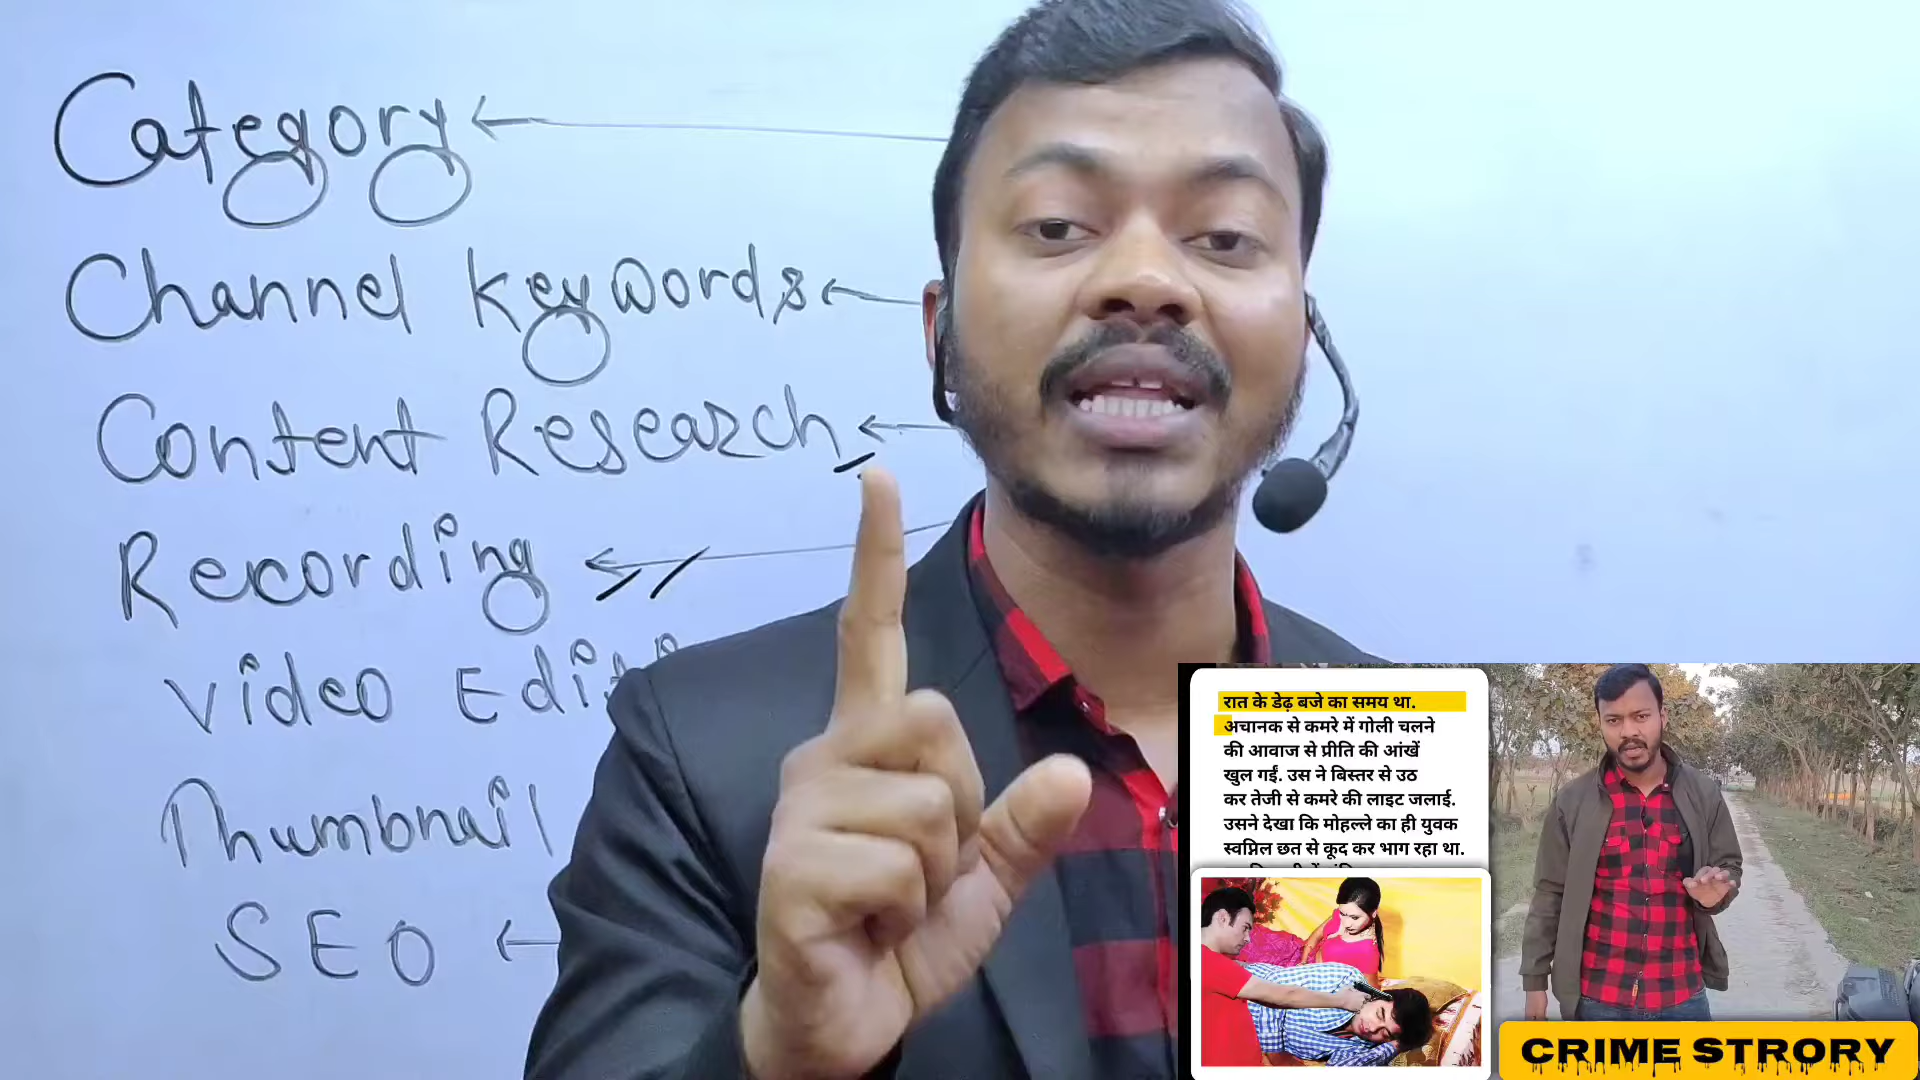 Category
Channel Keywords
Content Research
Recording
Video Edit
Thumbnail
SEO
रात के डेढ़ बजे का समय था.
अचानक से कमरे में गोली चलने
की आवाज से प्रीति की आंखें
खुल गईं. उस ने बिस्तर से उठ
कर तेजी से कमरे की लाइट जलाई.
उसने देखा कि मोहल्ले का ही युवक
स्वप्निल छत से कूद कर भाग रहा था.
CRIME STRORY